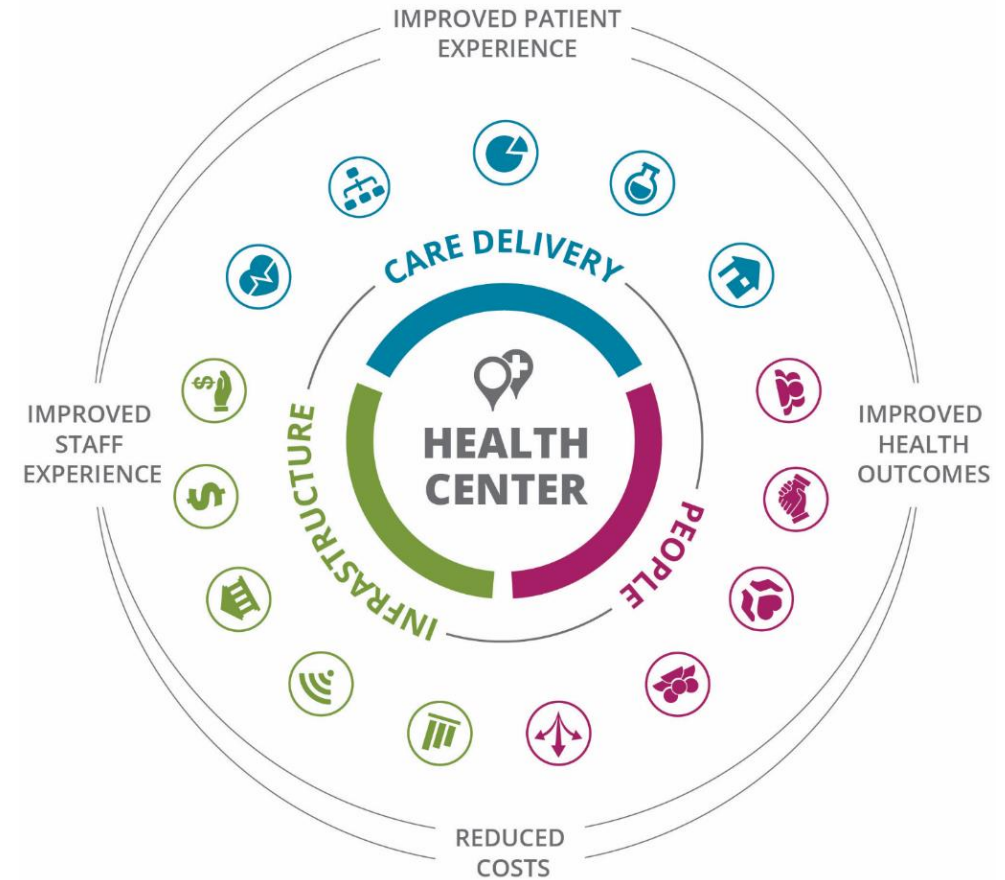 IMPROVED PATIENT
EXPERIENCE
CARE DELIVERY
HEALTH
CENTER
INFRASTRUCTURE
PEOPLE
IMPROVED
STAFF
EXPERIENCE
IMPROVED
HEALTH
OUTCOMES
$
$
REDUCED
COSTS